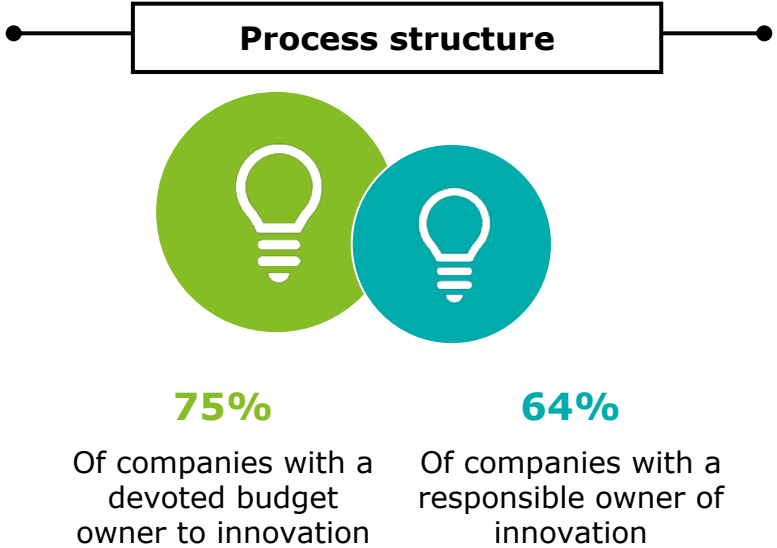 Process structure
75%
Of companies with a
devoted budget
owner to innovation
64%
Of companies with a
responsible owner of
innovation